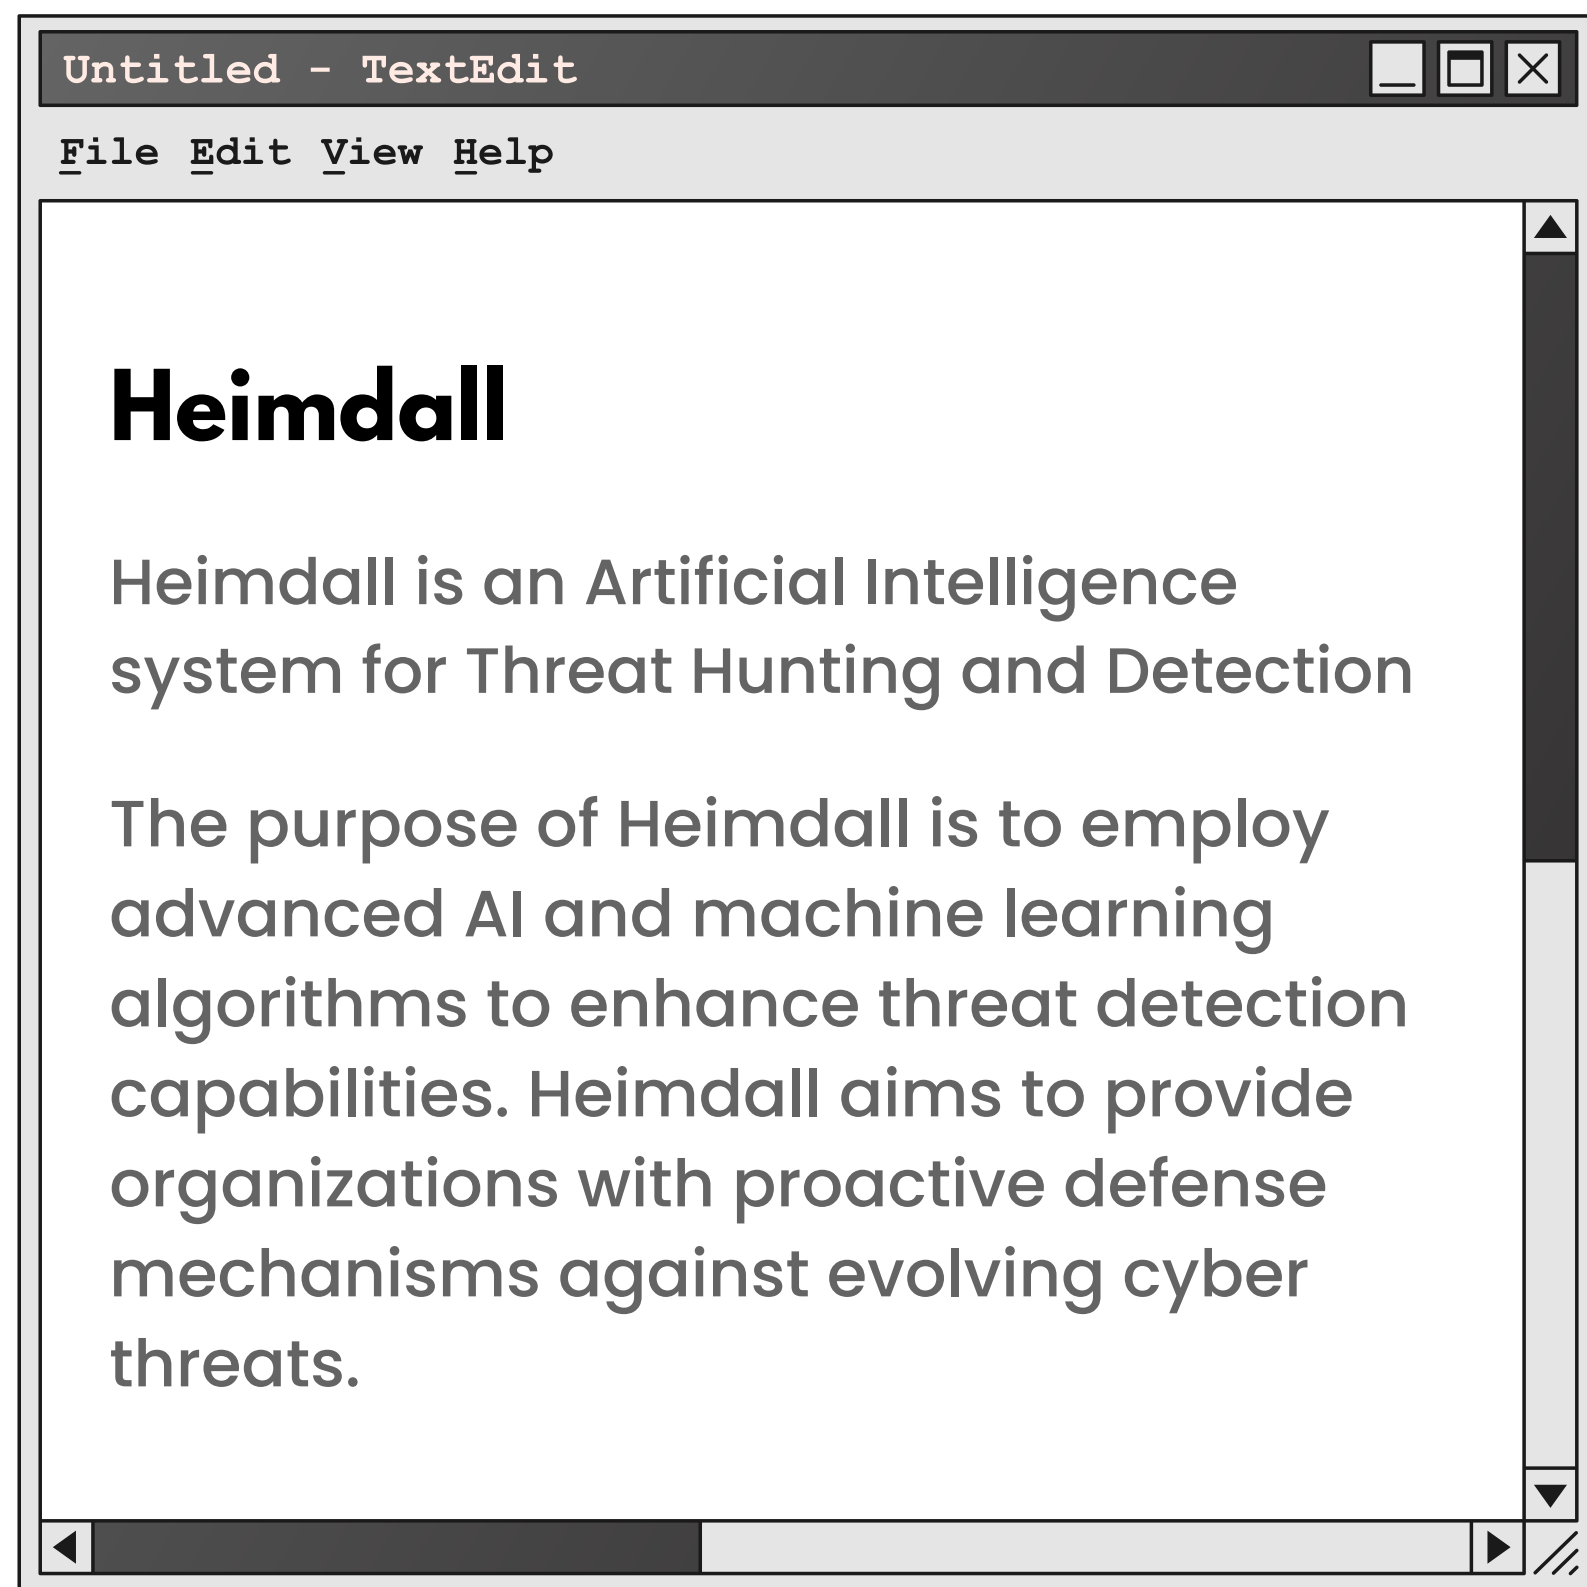 Untitled - TextEdit
File Edit View Help
Heimdall
Heimdall is an Artificial Intelligence
system for Threat Hunting and Detection
The purpose of Heimdall is to employ
advanced AI and machine learning
algorithms to enhance threat detection
capabilities. Heimdall aims to provide
organizations with proactive defense
mechanisms against evolving cyber
threats.